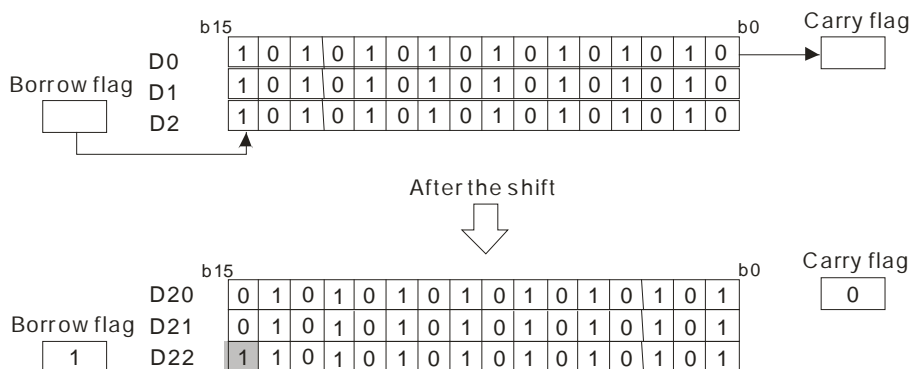 b15 b0 Carry flag
D0 1 0 1 0 1 0 1 0 1 0 1 0 1 0 1 0
Borrow flag D1 1 0 1 0 1 0 1 0 1 0 1 0 1 0 1 0
D2 1 0 1 0 1 0 1 0 1 0 1 0 1 0 1 0
After the shift
b15 b0 Carry flag
D20 0 1 0 1 0 1 0 1 0 1 0 1 0 1 0 1 0
Borrow flag D21 0 1 0 1 0 1 0 1 0 1 0 1 0 1 0 1
1 D22 1 1 0 1 0 1 0 1 0 1 0 1 0 1 0 1